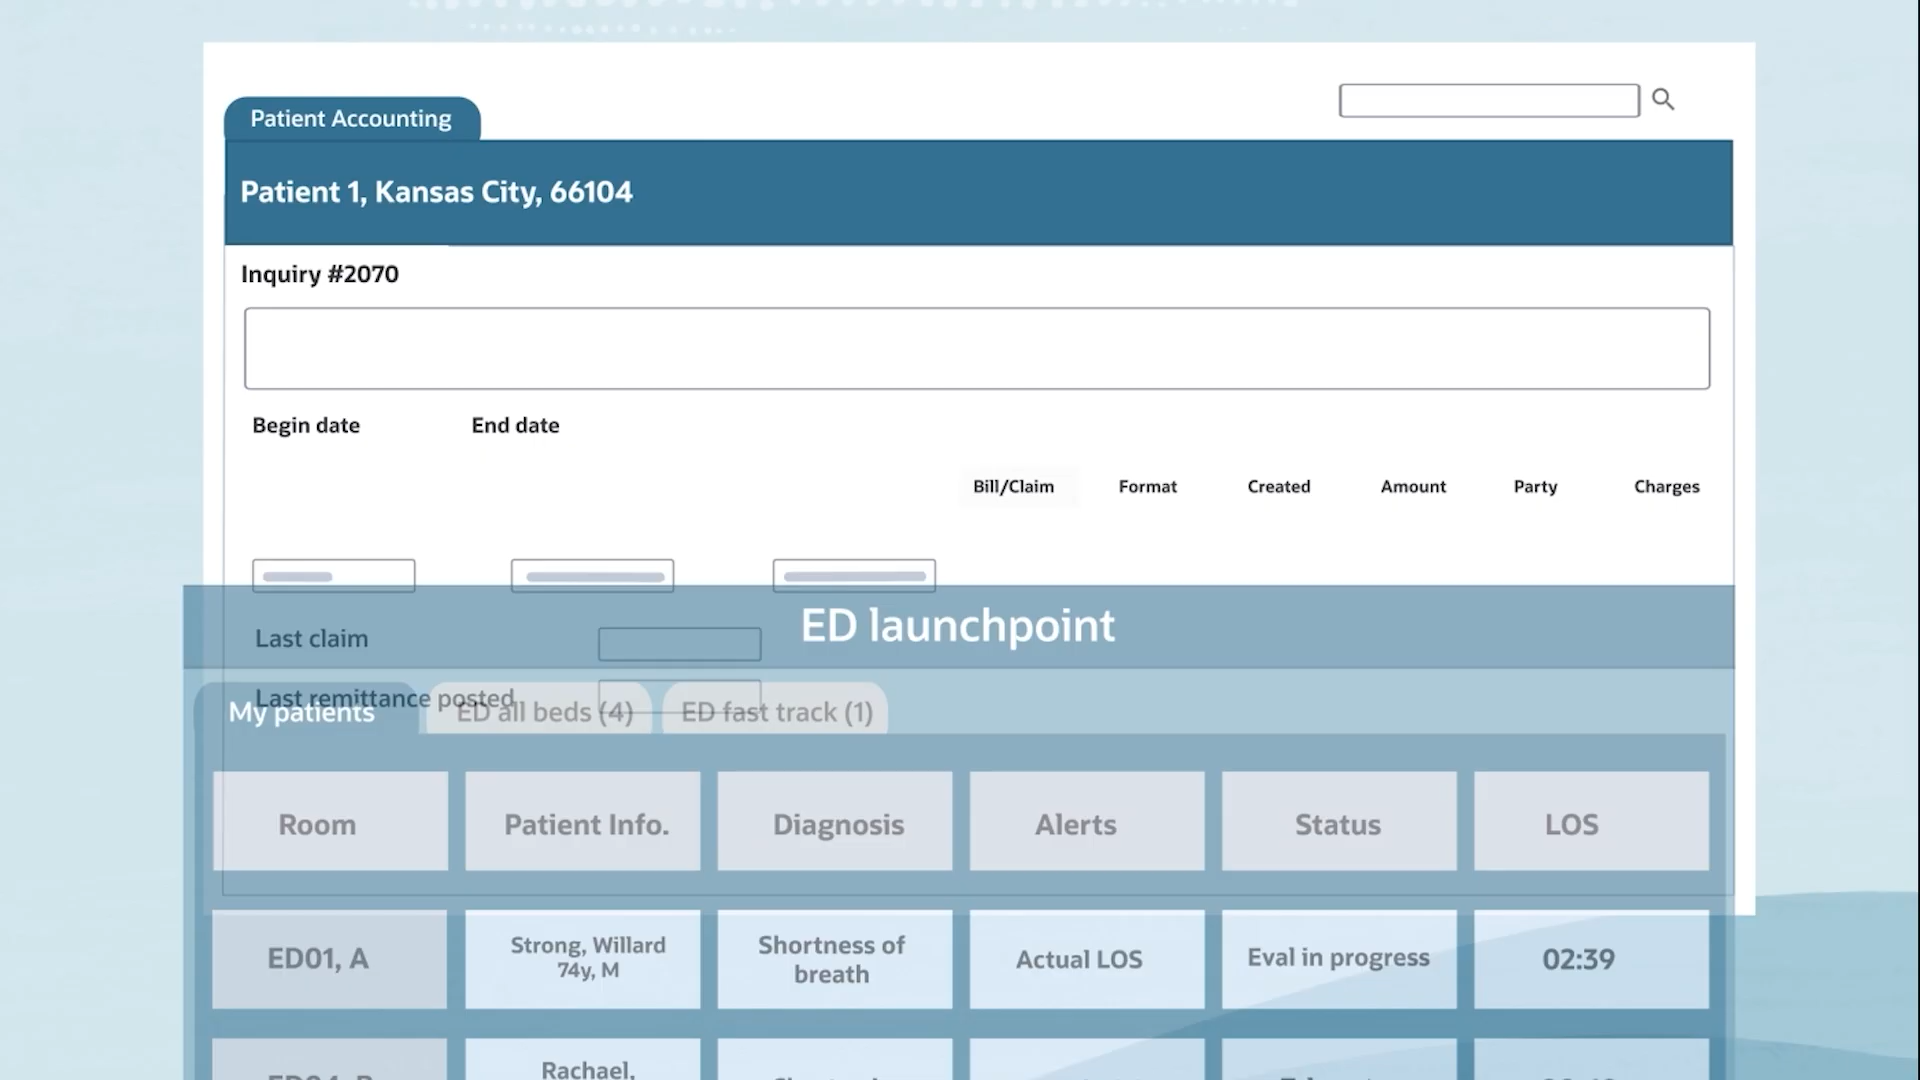 Patient Accounting
Patient 1, Kansas City, 66104
Inquiry #2070
Begin date End date
Bill/Claim Format Created Amount Party Charges
ED launchpoint
Last claim
Last remittance posted
My patients ED all beds (4) ED fast track (1)
Room Patient Info. Diagnosis Alerts Status LOS
ED01, A Strong, Willard 74y, M Shortness of breath Actual LOS Eval in progress 02:39
Rachael,